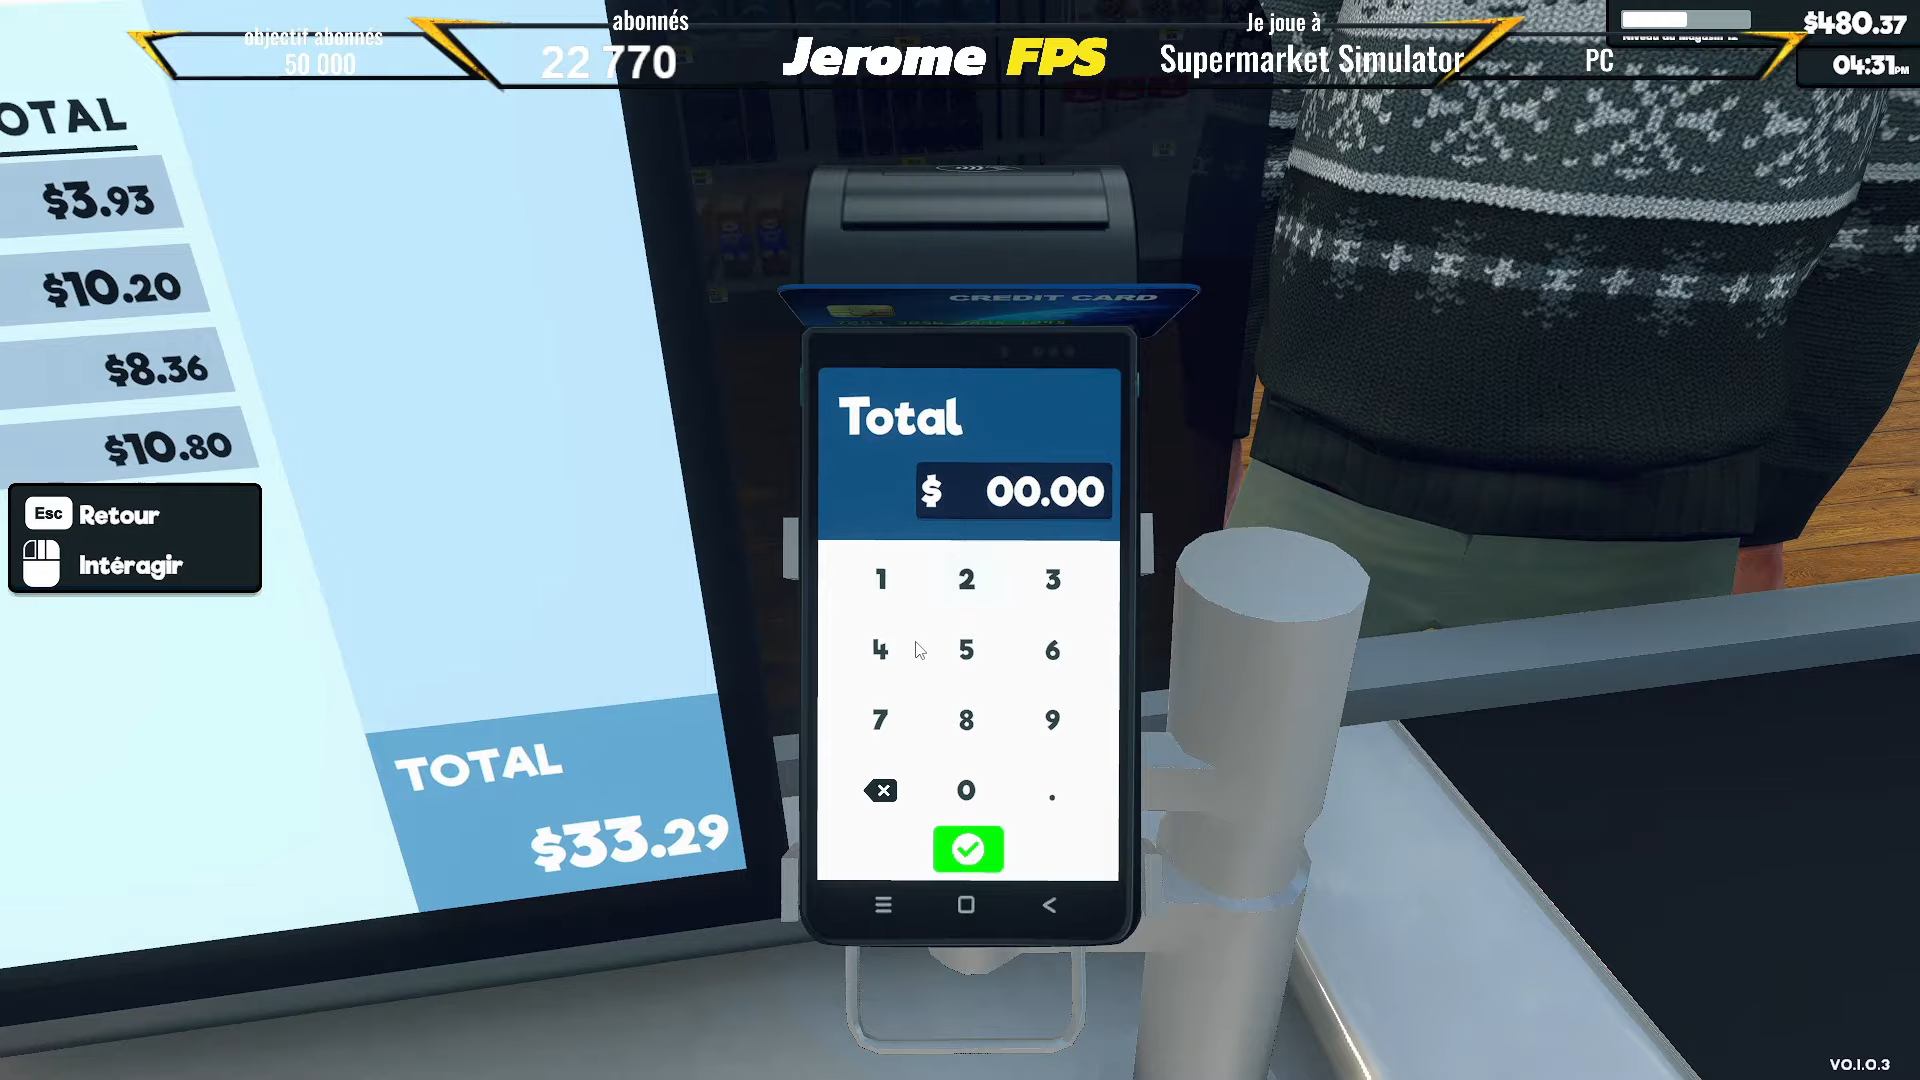 objectif abonnés
50 000
abonnés
22 770
Jerome FPS
Je joue à
Supermarket Simulator
PC
$480.37
04:31PM
OTAL
$3.93
$10.20
$8.36
$10.80
Esc Retour
Intéragir
TOTAL
$33.29
CREDIT CARD
Total
$ 00.00
1 2 3
4 5 6
7 8 9
0 .
V0.1.0.3